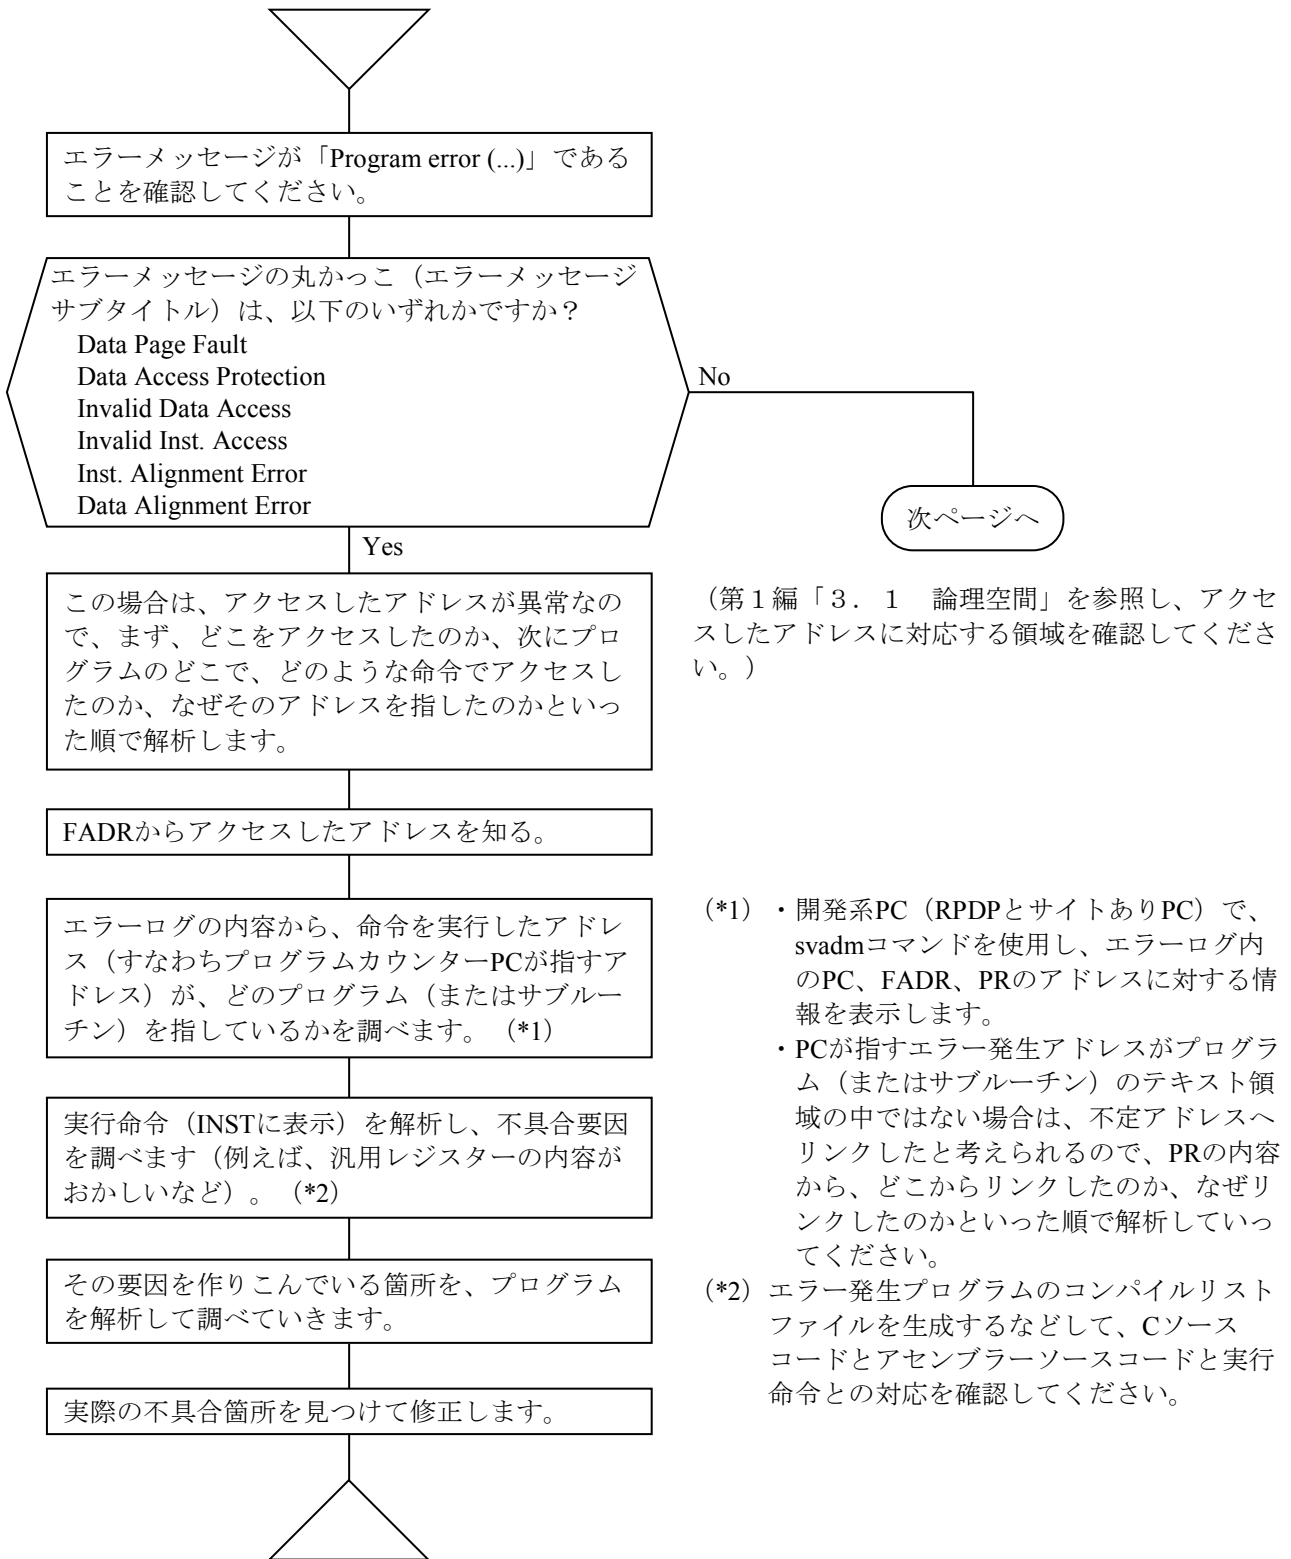 エラーメッセージが「Program error (...)」である
ことを確認してください。
エラーメッセージの丸かっこ（エラーメッセージ
サブタイトル）は、以下のいずれかですか？
Data Page Fault
Data Access Protection
Invalid Data Access
Invalid Inst. Access
Inst. Alignment Error
Data Alignment Error
No
次ページへ
Yes
この場合は、アクセスしたアドレスが異常なの
で、まず、どこをアクセスしたのか、次にプロ
グラムのどこで、どのような命令でアクセスし
たのか、なぜそのアドレスを指したのかといっ
た順で解析します。
（第１編「３．１　論理空間」を参照し、アクセ
スしたアドレスに対応する領域を確認してくださ
い。）
FADRからアクセスしたアドレスを知る。
エラーログの内容から、命令を実行したアドレ
ス（すなわちプログラムカウンターPCが指すア
ドレス）が、どのプログラム（またはサブルー
チン）を指しているかを調べます。（*1）
実行命令（INSTに表示）を解析し、不具合要因
を調べます（例えば、汎用レジスターの内容が
おかしいなど）。（*2）
その要因を作りこんでいる箇所を、プログラム
を解析して調べていきます。
実際の不具合箇所を見つけて修正します。
（*1）・開発系PC（RPDPとサイトありPC）で、
svadmコマンドを使用し、エラーログ内
のPC、FADR、PRのアドレスに対する情
報を表示します。
・PCが指すエラー発生アドレスがプログラ
ム（またはサブルーチン）のテキスト領
域の中ではない場合は、不定アドレスへ
リンクしたと考えられるので、PRの内容
から、どこからリンクしたのか、なぜリ
ンクしたのかといった順で解析していっ
てください。
（*2）エラー発生プログラムのコンパイルリスト
ファイルを生成するなどして、Cソース
コードとアセンブラーソースコードと実行
命令との対応を確認してください。